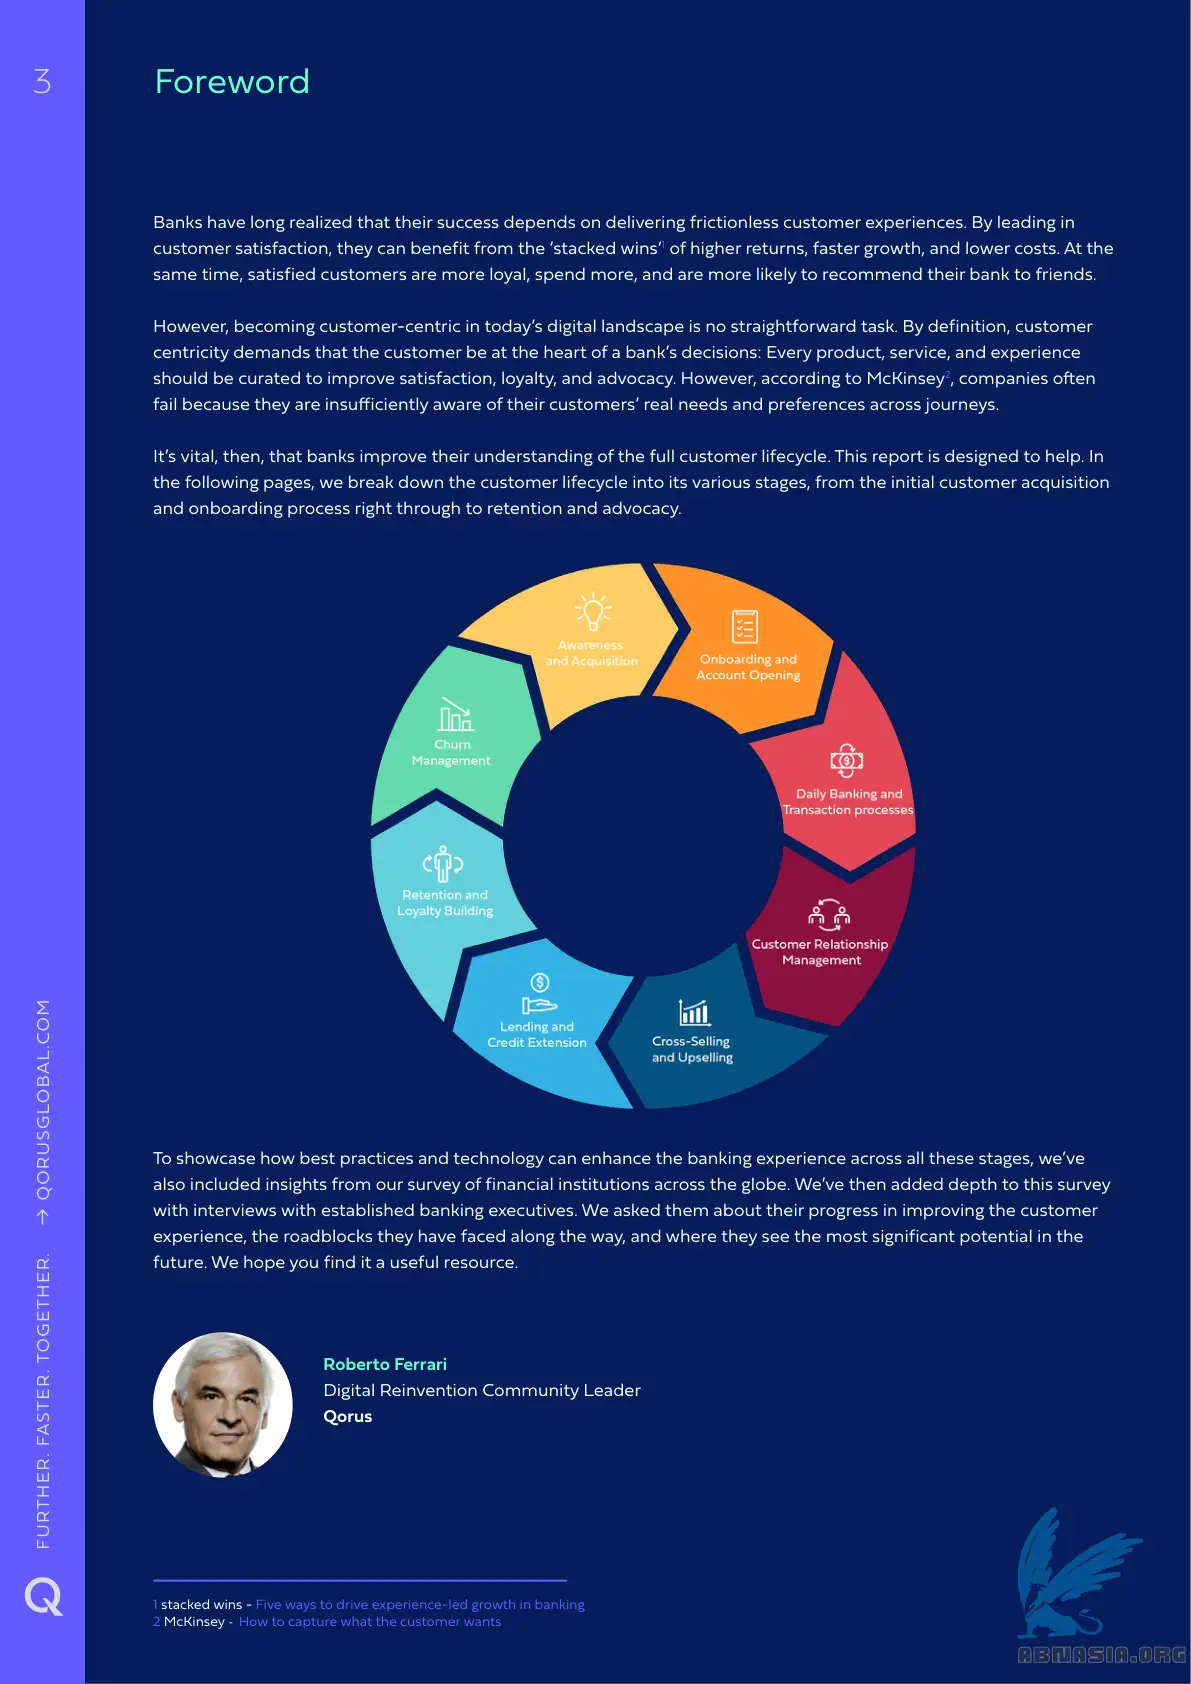 3
Foreword
Banks have long realized that their success depends on delivering frictionless customer experiences. By leading in
customer satisfaction, they can benefit from the ‘stacked wins’1 of higher returns, faster growth, and lower costs. At the
same time, satisfied customers are more loyal, spend more, and are more likely to recommend their bank to friends.
However, becoming customer-centric in today’s digital landscape is no straightforward task. By definition, customer
centricity demands that the customer be at the heart of a bank’s decisions: Every product, service, and experience
should be curated to improve satisfaction, loyalty, and advocacy. However, according to McKinsey2, companies often
fail because they are insufficiently aware of their customers’ real needs and preferences across journeys.
It’s vital, then, that banks improve their understanding of the full customer lifecycle. This report is designed to help. In
the following pages, we break down the customer lifecycle into its various stages, from the initial customer acquisition
and onboarding process right through to retention and advocacy.
Awareness
and Acquisition
Onboarding and
Account Opening
Daily Banking and
Transaction processes
Customer Relationship
Management
Cross-Selling
and Upselling
Lending and
Credit Extension
Retention and
Loyalty Building
Churn
Management
To showcase how best practices and technology can enhance the banking experience across all these stages, we’ve
also included insights from our survey of financial institutions across the globe. We’ve then added depth to this survey
with interviews with established banking executives. We asked them about their progress in improving the customer
experience, the roadblocks they have faced along the way, and where they see the most significant potential in the
future. We hope you find it a useful resource.
Roberto Ferrari
Digital Reinvention Community Leader
Qorus
1 stacked wins - Five ways to drive experience-led growth in banking
2 McKinsey - How to capture what the customer wants
FURTHER. FASTER. TOGETHER. → QORUSGLOBAL.COM
Q
ABNASIA.ORG